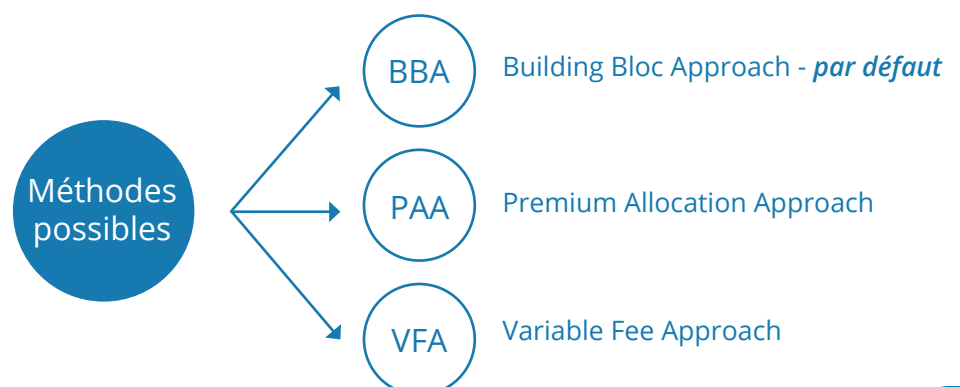 Méthodes
possibles
BBA
Building Bloc Approach - par défaut
PAA
Premium Allocation Approach
VFA
Variable Fee Approach